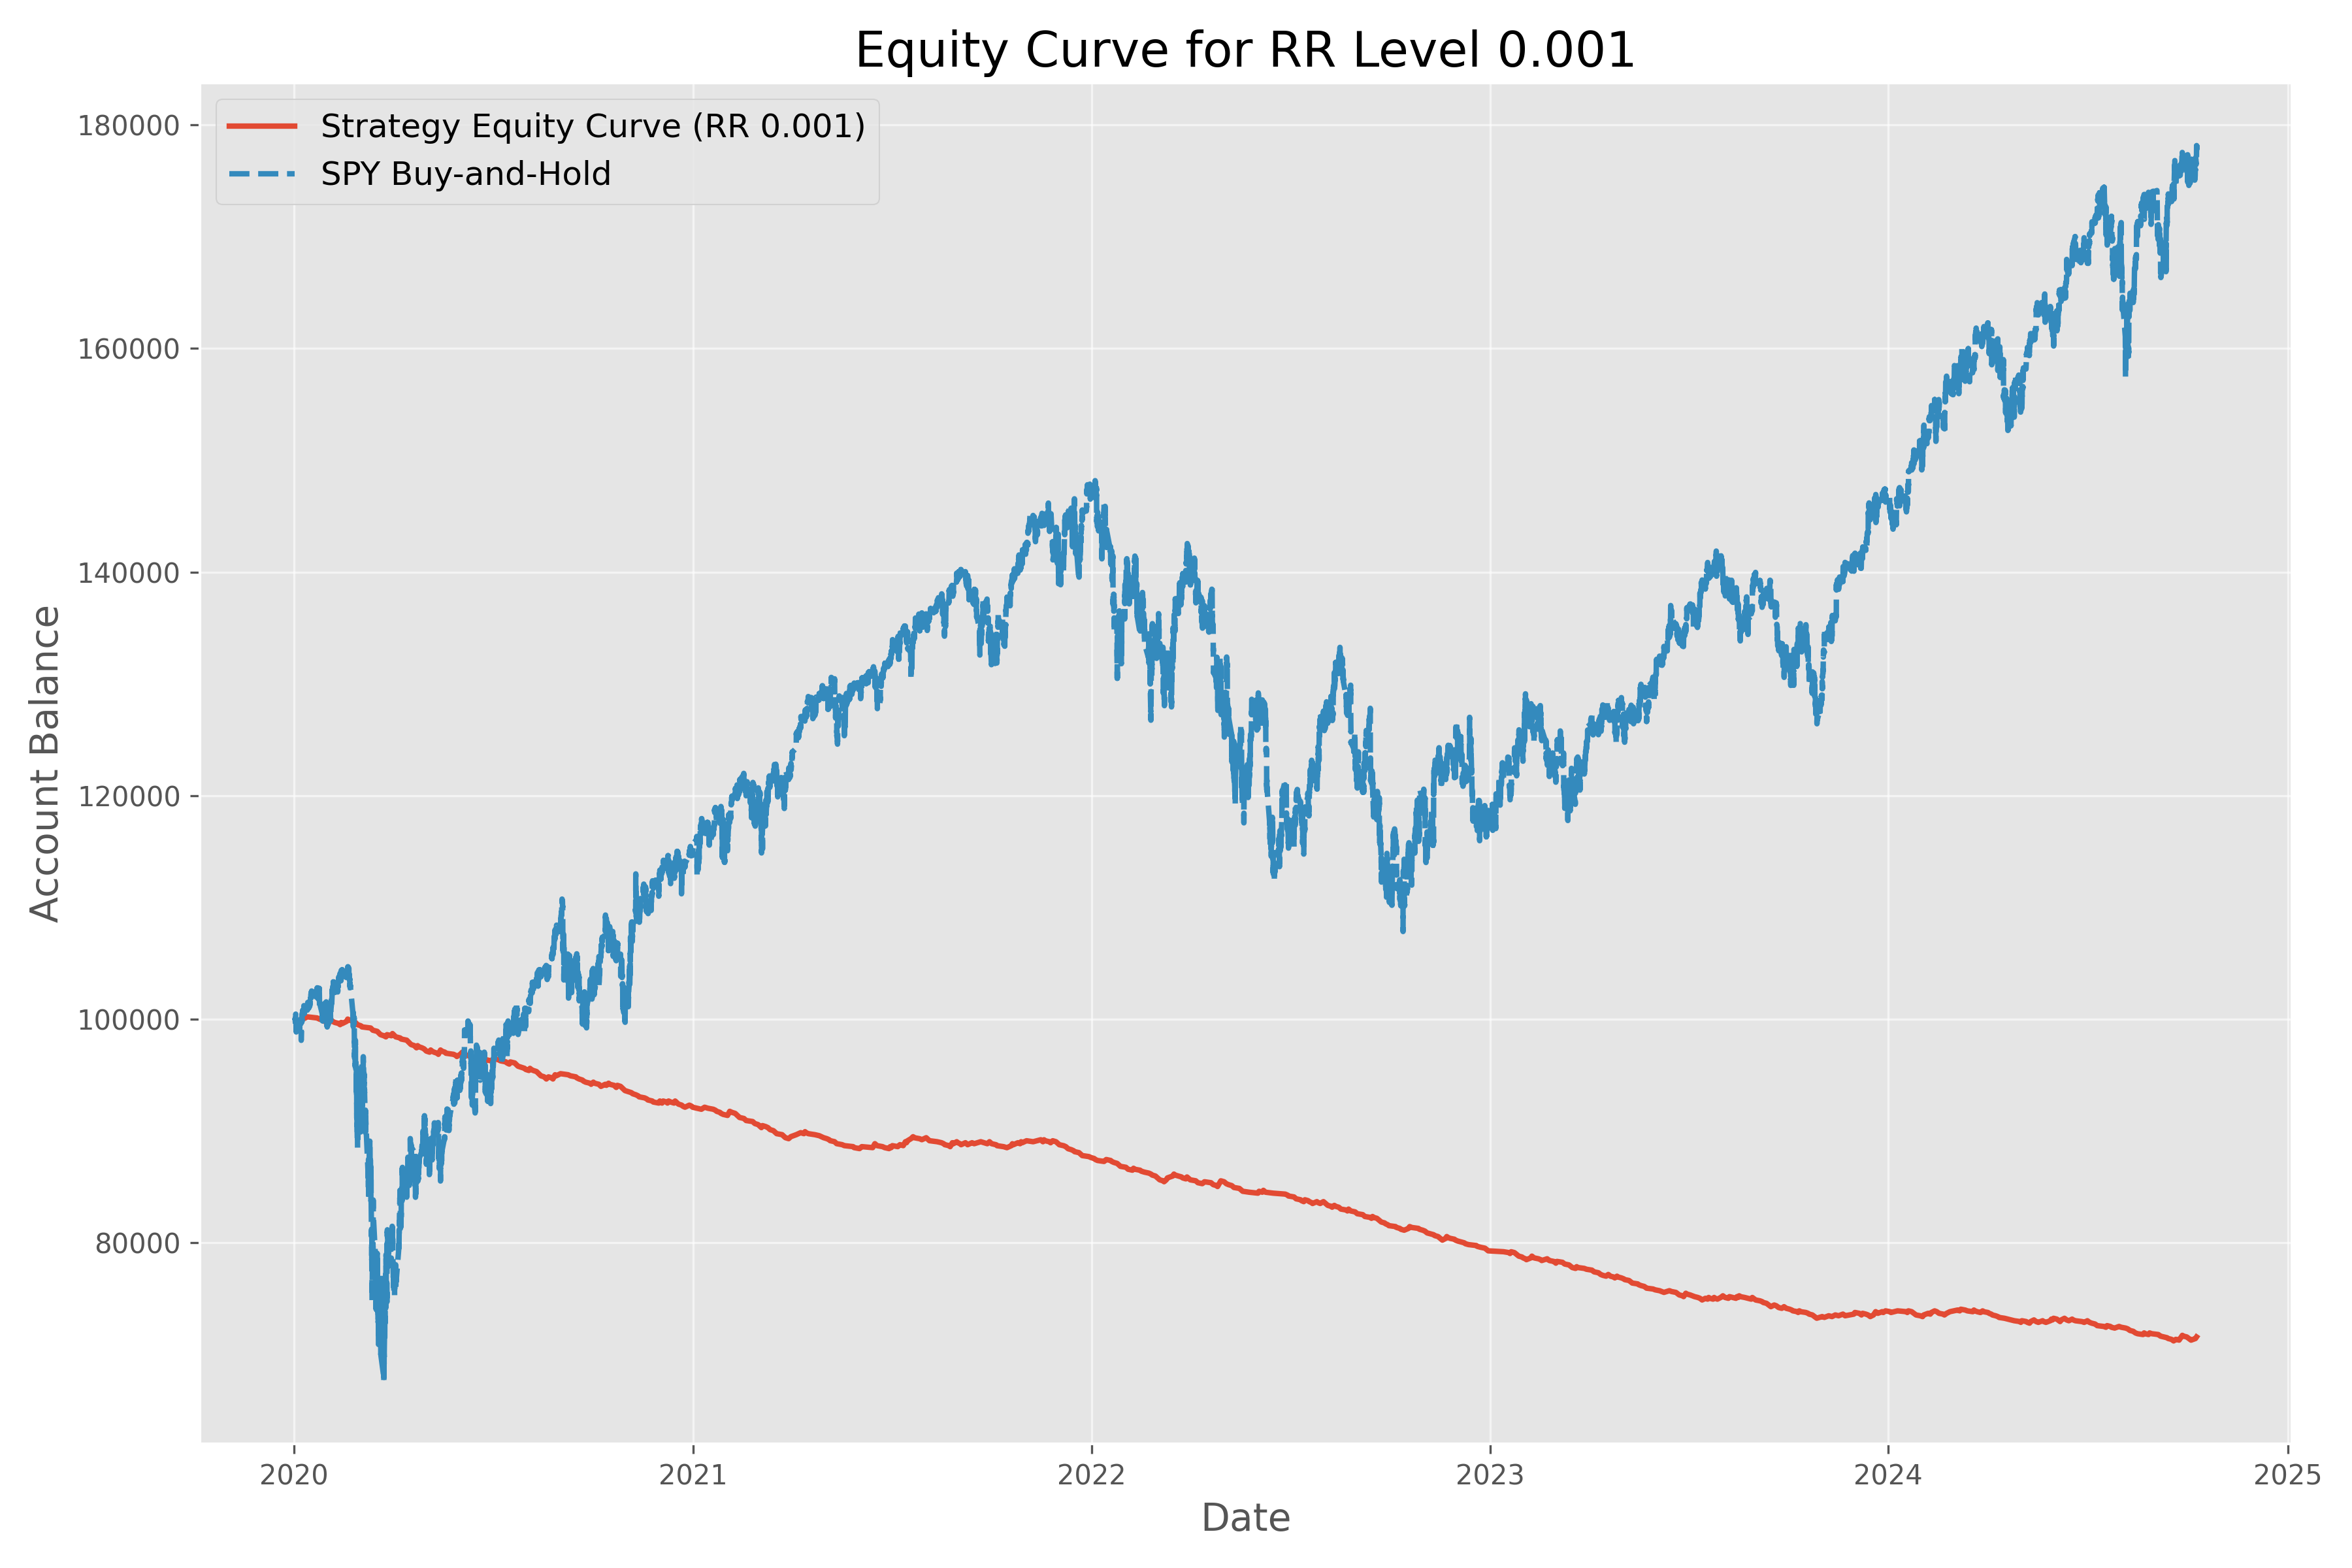 Equity Curve for RR Level 0.001
Strategy Equity Curve (RR 0.001)
SPY Buy-and-Hold
180000
160000
140000
120000
100000
80000
Account Balance
2020
2021
2022
2023
2024
2025
Date